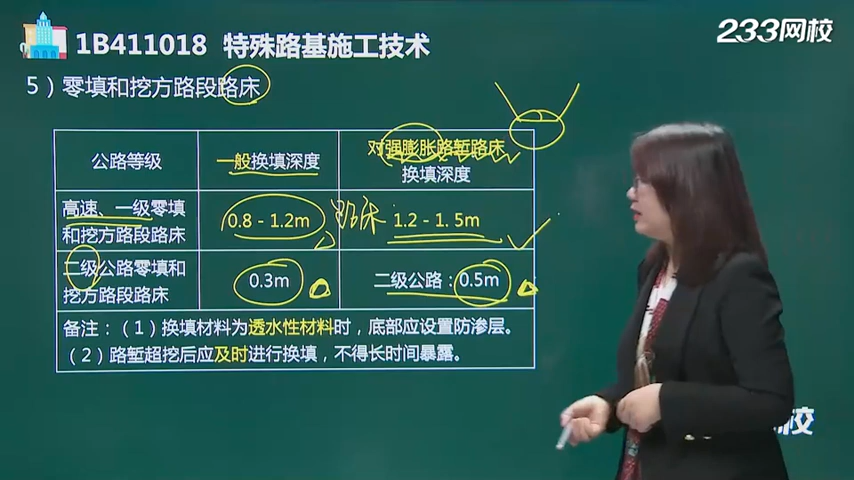 1B411018 特殊路基施工技术
233网校
5）零填和挖方路段路床
公路等级
一般换填深度
对强膨胀路堑路床
换填深度
高速、一级零填
和挖方路段路床
0.8－1.2m
路床
1.2－1.5m
二级公路零填和
挖方路段路床
0.3m
二级公路：0.5m
备注：（1）换填材料为透水性材料时，底部应设置防渗层。
（2）路堑超挖后应及时进行换填，不得长时间暴露。
校